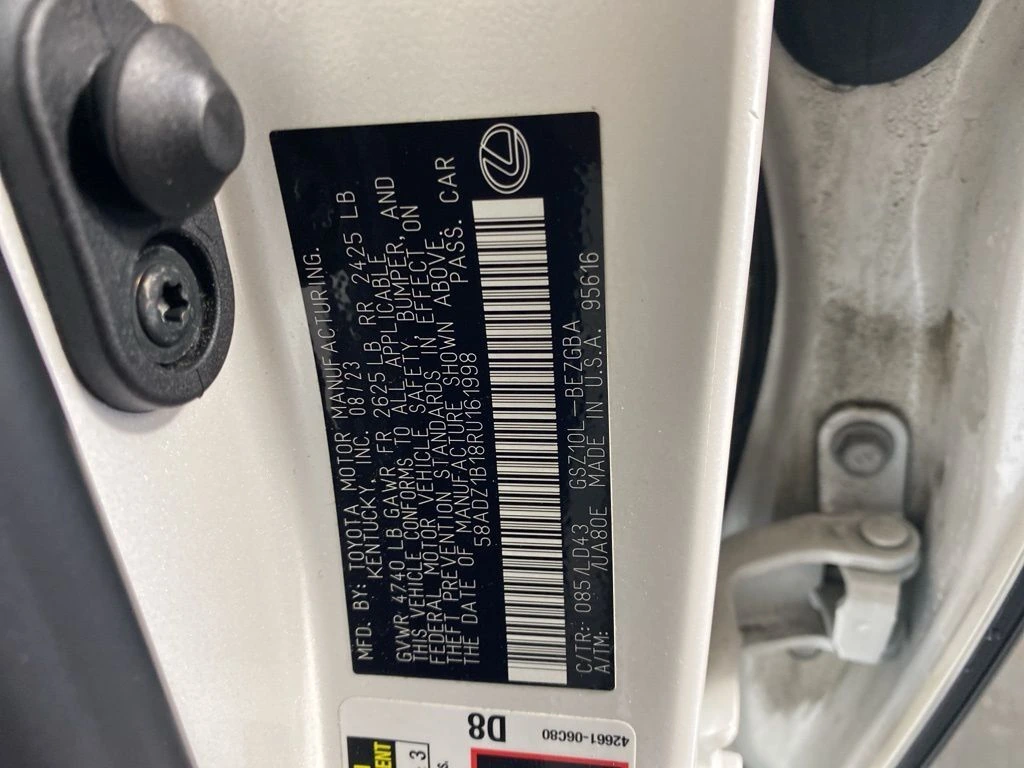 MFD. BY: TOYOTA MOTOR MANUFACTURING.
KENTUCKY, INC. 08/23
GVWR 4740 LB GAWR FR 2625 LB RR 2425 LB
THIS VEHICLE CONFORMS TO ALL APPLICABLE
FEDERAL MOTOR VEHICLE SAFETY, BUMPER, AND
THEFT PREVENTION STANDARDS IN EFFECT ON
THE DATE OF MANUFACTURE SHOWN ABOVE.
58ADZ1B18RU161998 PASS. CAR
C/TR: 085/LD43 GSZ10L-BEZGBA
A/TM: /UA80E MADE IN U.S.A. 95616
D8
42661-06C80
3